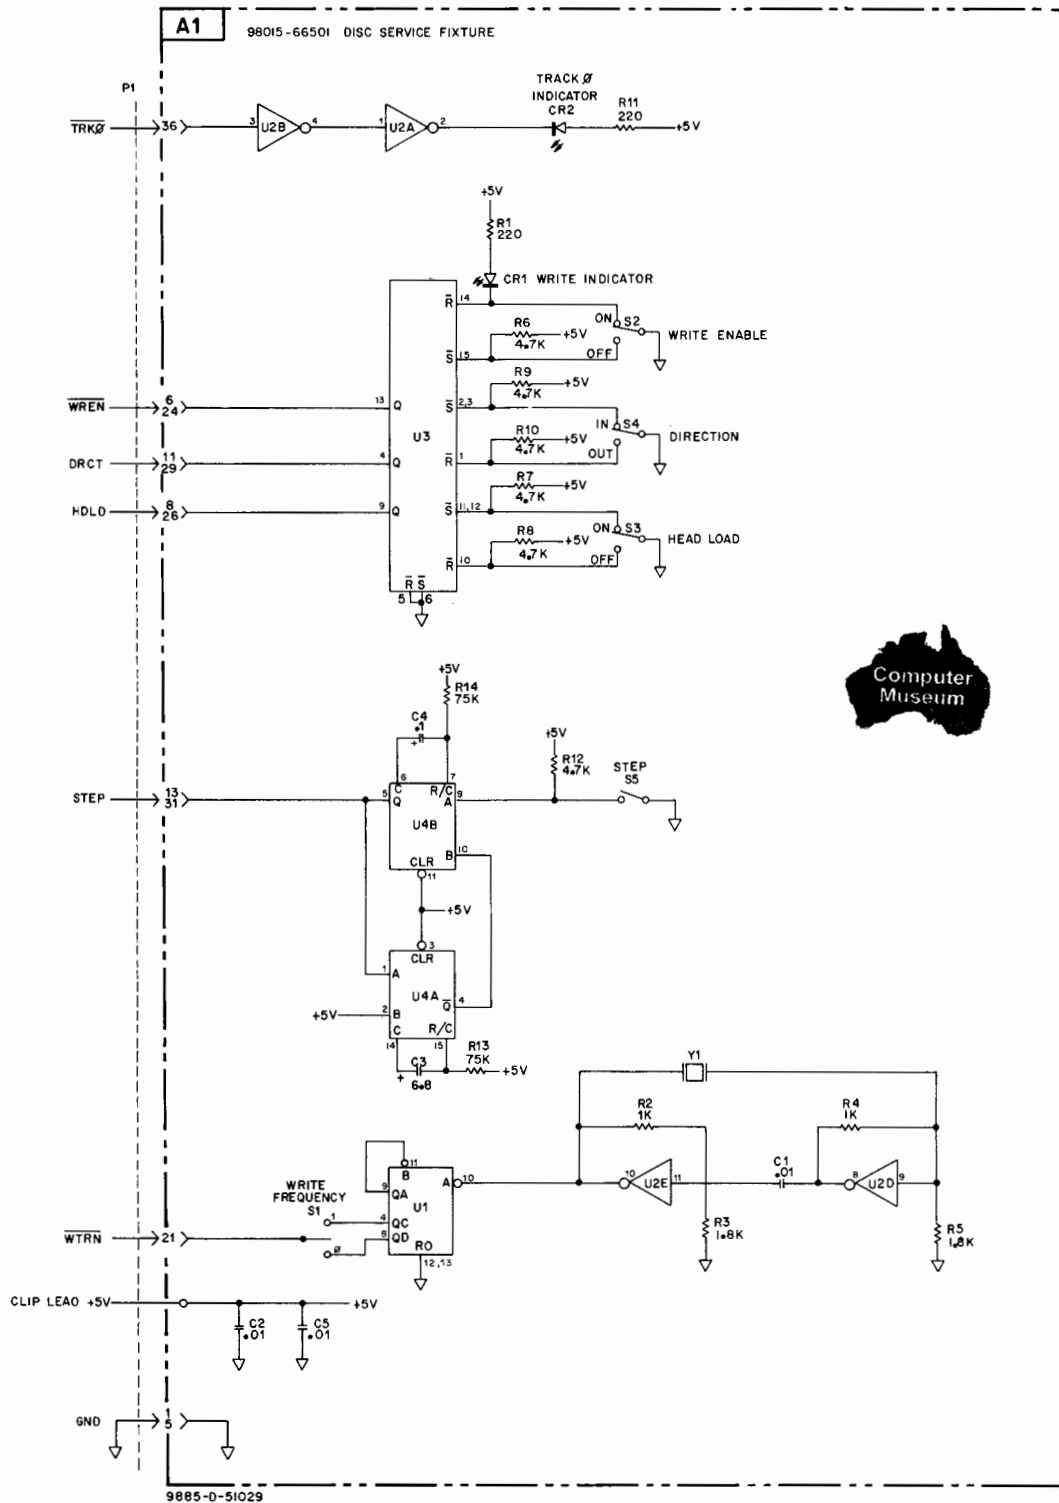 A1
98015-66501 DISC SERVICE FIXTURE
P1
TRKØ
36
3
U2B
4
1
U2A
2
TRACK Ø
INDICATOR
CR2
R11
220
+5V
+5V
R1
220
CR1 WRITE INDICATOR
R
14
R6
4.7K
+5V
ON
S2
WRITE ENABLE
OFF
S
15
R9
4.7K
+5V
WREN
6
24
13
Q
S
2,3
U3
R10
4.7K
+5V
IN
S4
DIRECTION
OUT
DRCT
11
29
4
Q
R
1
R7
4.7K
+5V
HDLD
8
26
9
Q
S
11,12
R8
4.7K
+5V
ON
S3
HEAD LOAD
OFF
R
10
R S
5
6
Computer
Museum
+5V
R14
75K
C4
.1
+
+5V
R12
4.7K
STEP
S5
6
7
C
R/C
STEP
13
31
5
Q
A
9
U4B
B
10
CLR
11
+5V
3
CLR
1
A
U4A
Q
4
+5V
2
B
C
R/C
14
15
R13
75K
+5V
C3
6.8
+
Y1
R2
1K
R4
1K
C1
.01
10
U2E
11
8
U2D
9
R3
1.8K
R5
1.8K
11
B
A
10
9
QA
U1
WRITE
FREQUENCY
S1
1
4
QC
WTRN
21
8
QD
Ø
RO
12,13
CLIP LEAD +5V
+5V
C2
.01
C5
.01
GND
1
5
9885-D-51029